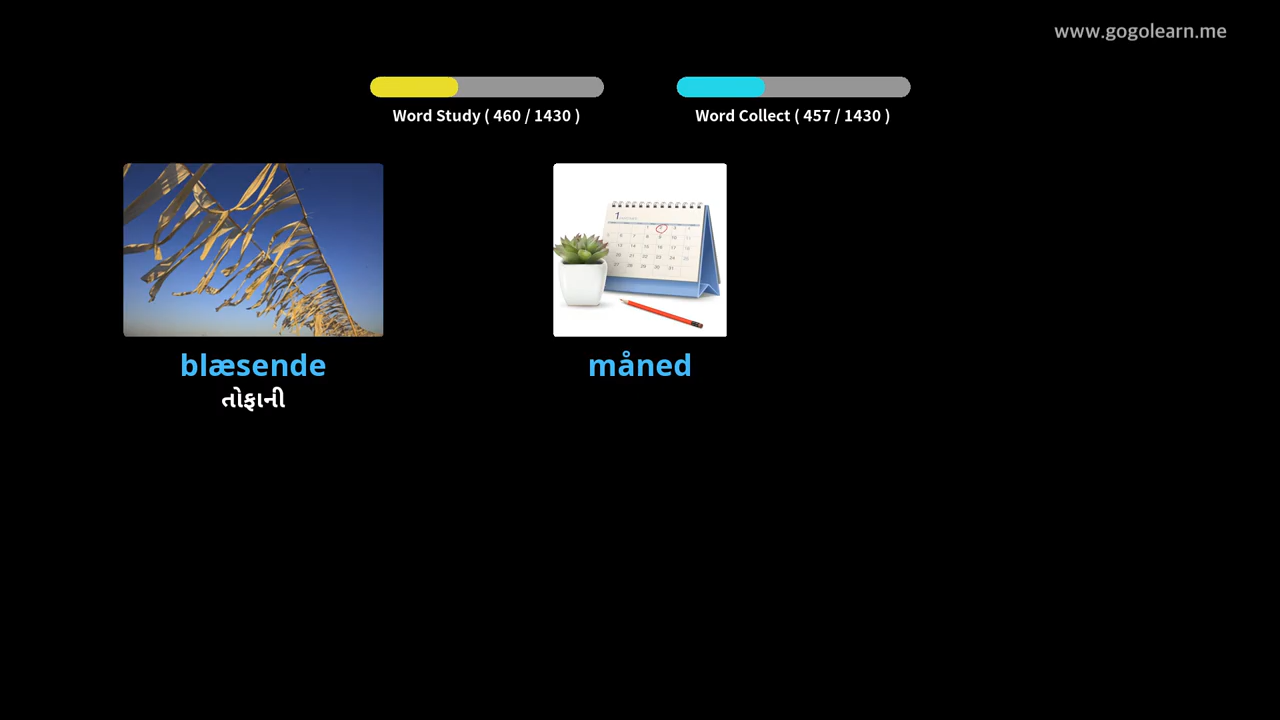 www.gogolearn.me
Word Study ( 460 / 1430 )
Word Collect ( 457 / 1430 )
blæsende
તોફાની
måned